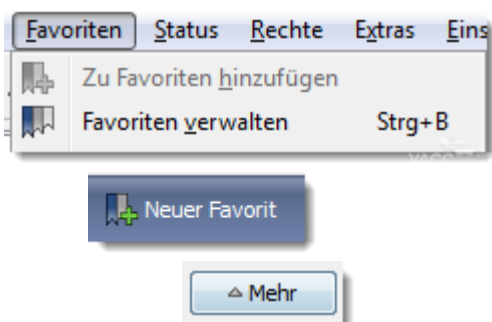 Favoriten Status Rechte Extras Eins
Zu Favoriten hinzufügen
Favoriten verwalten Strg+B
Neuer Favorit
Mehr